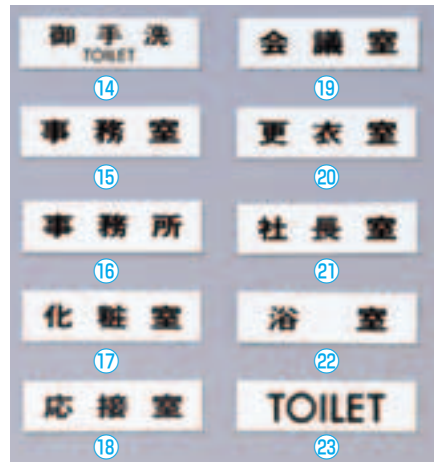 御手洗
TOILET
⑭
事務室
⑮
事務所
⑯
化粧室
⑰
応接室
⑱
会議室
⑲
更衣室
⑳
社長室
㉑
浴室
㉒
TOILET
㉓